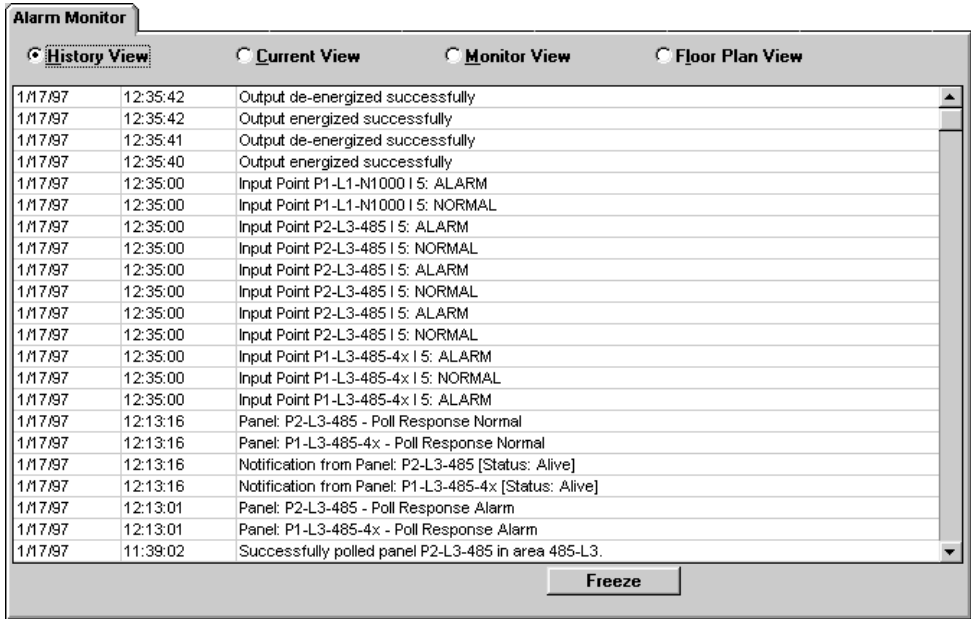 Alarm Monitor
History View Current View Monitor View Floor Plan View
1/17/97 12:35:42 Output de-energized successfully
1/17/97 12:35:42 Output energized successfully
1/17/97 12:35:41 Output de-energized successfully
1/17/97 12:35:40 Output energized successfully
1/17/97 12:35:00 Input Point P1-L1-N1000 I 5: ALARM
1/17/97 12:35:00 Input Point P1-L1-N1000 I 5: NORMAL
1/17/97 12:35:00 Input Point P2-L3-485 I 5: ALARM
1/17/97 12:35:00 Input Point P2-L3-485 I 5: NORMAL
1/17/97 12:35:00 Input Point P2-L3-485 I 5: ALARM
1/17/97 12:35:00 Input Point P2-L3-485 I 5: NORMAL
1/17/97 12:35:00 Input Point P2-L3-485 I 5: ALARM
1/17/97 12:35:00 Input Point P2-L3-485 I 5: NORMAL
1/17/97 12:35:00 Input Point P1-L3-485-4x I 5: ALARM
1/17/97 12:35:00 Input Point P1-L3-485-4x I 5: NORMAL
1/17/97 12:35:00 Input Point P1-L3-485-4x I 5: ALARM
1/17/97 12:13:16 Panel: P2-L3-485 - Poll Response Normal
1/17/97 12:13:16 Panel: P1-L3-485-4x - Poll Response Normal
1/17/97 12:13:16 Notification from Panel: P2-L3-485 [Status: Alive]
1/17/97 12:13:16 Notification from Panel: P1-L3-485-4x [Status: Alive]
1/17/97 12:13:01 Panel: P2-L3-485 - Poll Response Alarm
1/17/97 12:13:01 Panel: P1-L3-485-4x - Poll Response Alarm
1/17/97 11:39:02 Successfully polled panel P2-L3-485 in area 485-L3.
Freeze